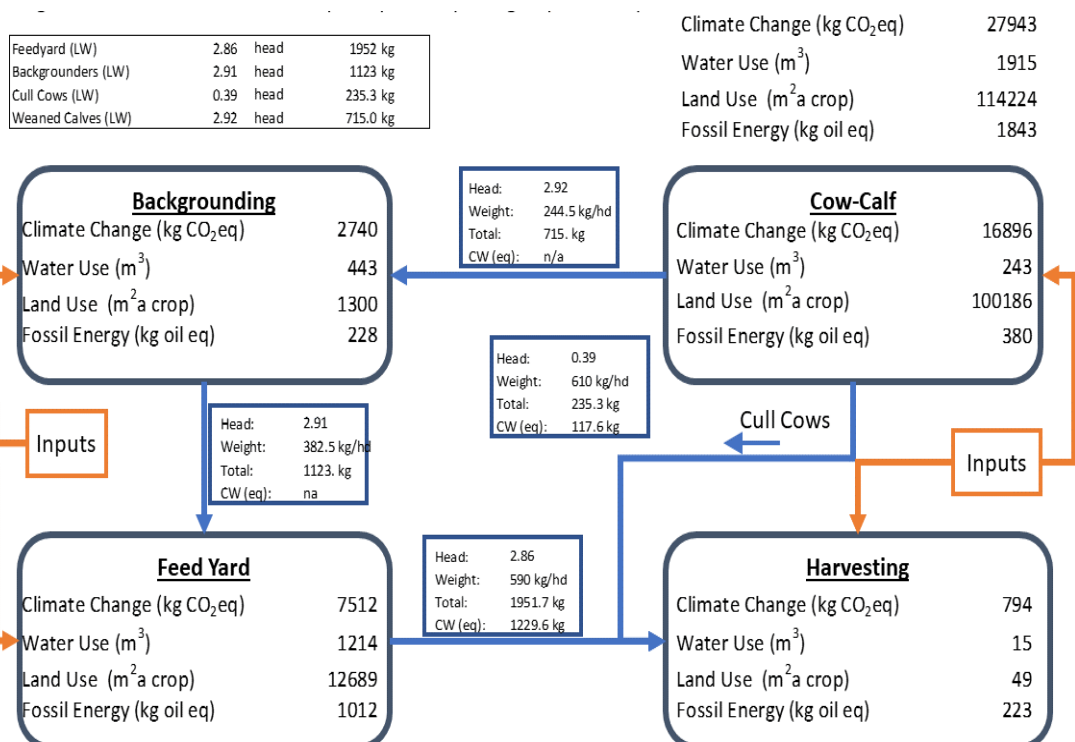 Climate Change (kg CO₂eq) 27943
Water Use (m³) 1915
Land Use (m²a crop) 114224
Fossil Energy (kg oil eq) 1843
Feedyard (LW) 2.86 head 1952 kg
Backgrounders (LW) 2.91 head 1123 kg
Cull Cows (LW) 0.39 head 235.3 kg
Weaned Calves (LW) 2.92 head 715.0 kg
Backgrounding
Climate Change (kg CO₂eq) 2740
Water Use (m³) 443
Land Use (m²a crop) 1300
Fossil Energy (kg oil eq) 228
Head: 2.92
Weight: 244.5 kg/hd
Total: 715. kg
CW (eq): n/a
Cow-Calf
Climate Change (kg CO₂eq) 16896
Water Use (m³) 243
Land Use (m²a crop) 100186
Fossil Energy (kg oil eq) 380
Head: 0.39
Weight: 610 kg/hd
Total: 235.3 kg
CW (eq): 117.6 kg
Cull Cows
Inputs
Head: 2.91
Weight: 382.5 kg/hd
Total: 1123. kg
CW (eq): na
Inputs
Feed Yard
Climate Change (kg CO₂eq) 7512
Water Use (m³) 1214
Land Use (m²a crop) 12689
Fossil Energy (kg oil eq) 1012
Head: 2.86
Weight: 590 kg/hd
Total: 1951.7 kg
CW (eq): 1229.6 kg
Harvesting
Climate Change (kg CO₂eq) 794
Water Use (m³) 15
Land Use (m²a crop) 49
Fossil Energy (kg oil eq) 223